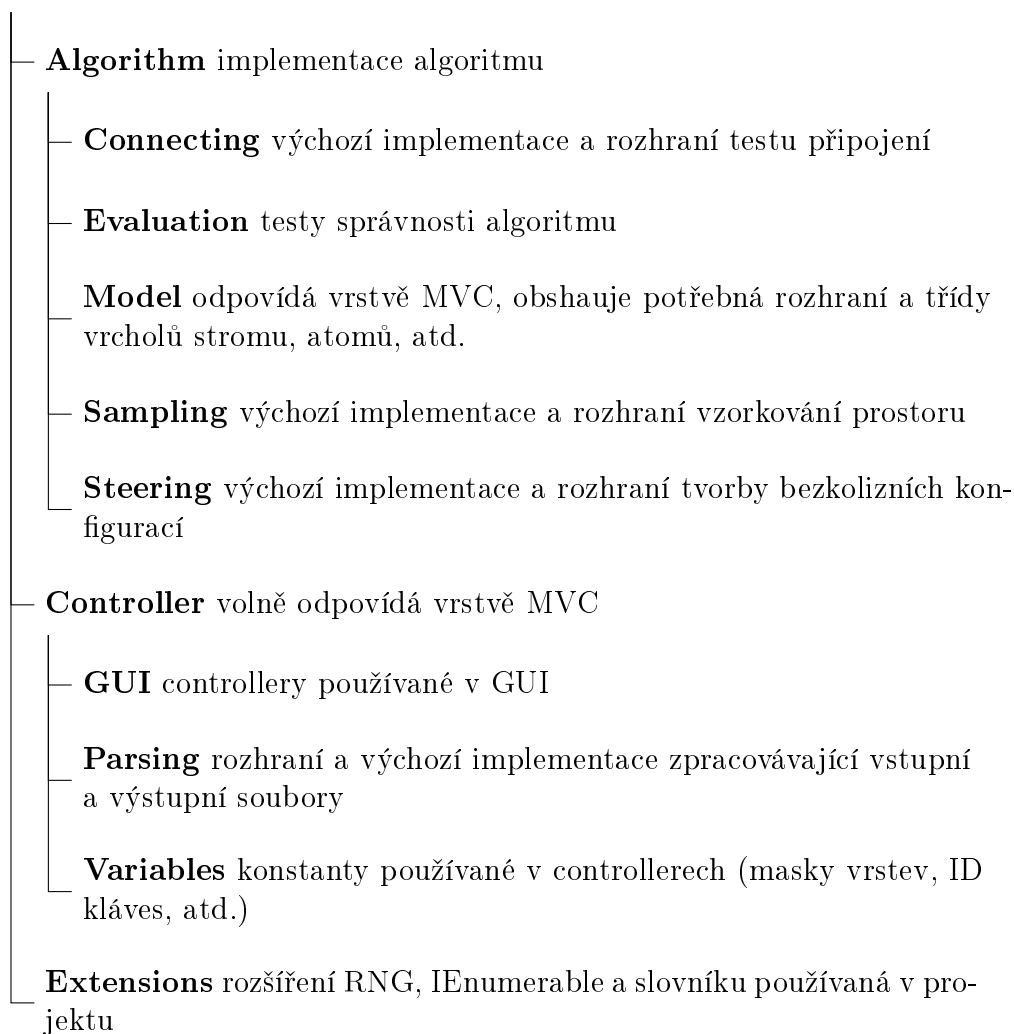 Algorithm implementace algoritmu
Connecting výchozí implementace a rozhraní testu připojení
Evaluation testy správnosti algoritmu
Model odpovídá vrstvě MVC, obshauje potřebná rozhraní a třídy
vrcholů stromu, atomů, atd.
Sampling výchozí implementace a rozhraní vzorkování prostoru
Steering výchozí implementace a rozhraní tvorby bezkolizních kon-
figurací
Controller volně odpovídá vrstvě MVC
GUI controllery používané v GUI
Parsing rozhraní a výchozí implementace zpracovávající vstupní
a výstupní soubory
Variables konstanty používané v controllerech (masky vrstev, ID
kláves, atd.)
Extensions rozšíření RNG, IEnumerable a slovníku používaná v pro-
jektu